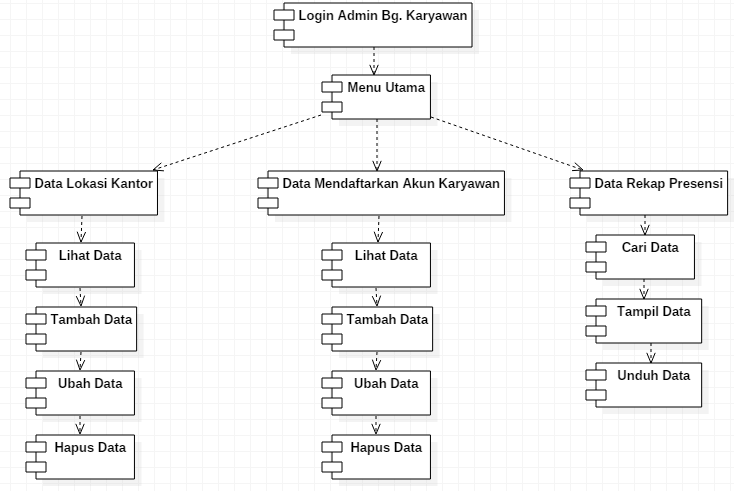 Login Admin Bg. Karyawan
Menu Utama
Data Lokasi Kantor
Data Mendaftarkan Akun Karyawan
Data Rekap Presensi
Lihat Data
Lihat Data
Cari Data
Tambah Data
Tambah Data
Tampil Data
Ubah Data
Ubah Data
Unduh Data
Hapus Data
Hapus Data